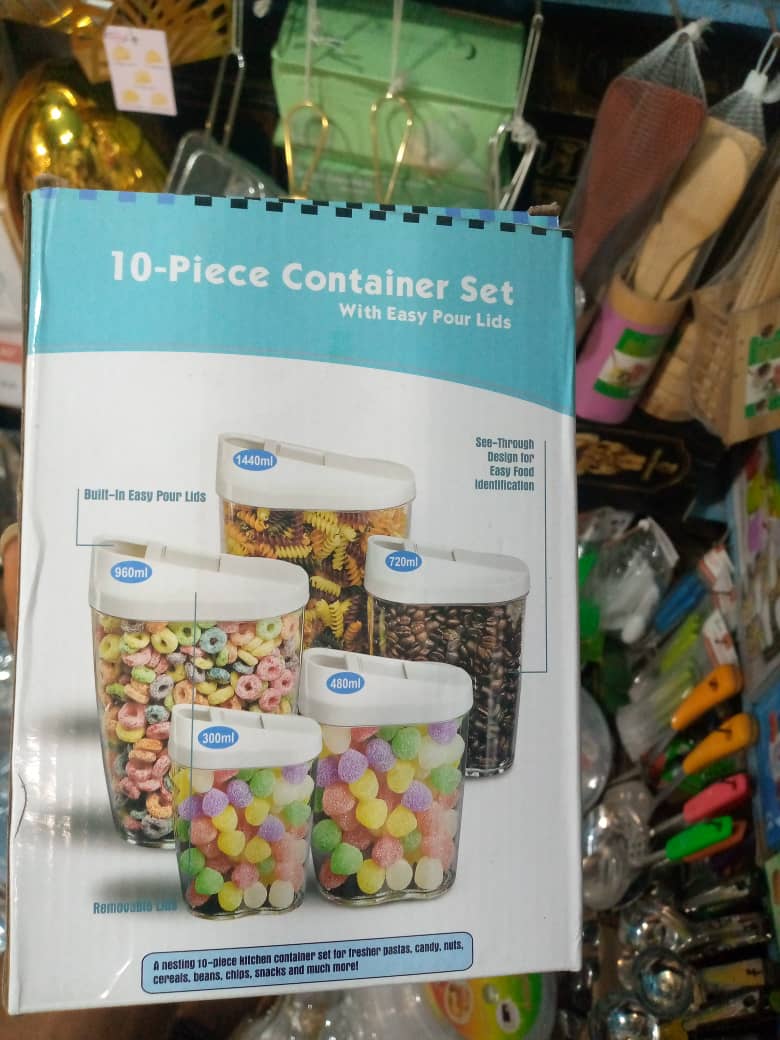 10-Piece Container Set
With Easy Pour Lids
See-Through
Design for
Easy Food
Identification
1440ml
Built-In Easy Pour Lids
960ml
720ml
480ml
300ml
Removable Lids
A nesting 10-piece kitchen container set for fresher pastas, candy, nuts,
cereals, beans, chips, snacks and much more!